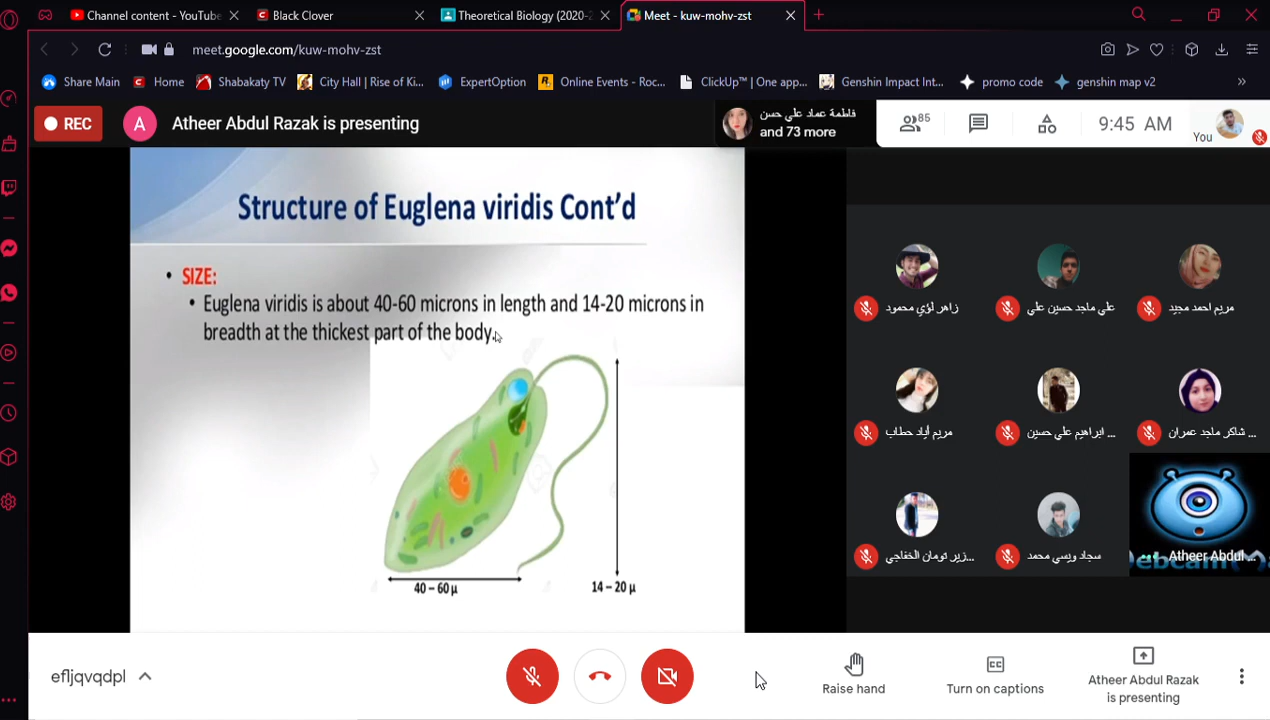 Channel content - YouTube
Black Clover
Theoretical Biology (2020-2
Meet - kuw-mohv-zst
meet.google.com/kuw-mohv-zst
Share Main
Home
Shabakaty TV
City Hall | Rise of Ki...
ExpertOption
Online Events - Roc...
ClickUp™ | One app...
Genshin Impact Int...
promo code
genshin map v2
REC
A
Atheer Abdul Razak is presenting
فاطمة عماد علي حسن
and 73 more
85
9:45 AM
You
Structure of Euglena viridis Cont'd
• SIZE:
• Euglena viridis is about 40-60 microns in length and 14-20 microns in
breadth at the thickest part of the body.
40 – 60 µ
14 – 20 µ
زاهر لؤي محمود
علي ماجد حسين علي
مريم احمد مجيد
مريم أياد حطاب
ابراهيم علي حسين ...
شاكر ماجد عمران ...
زير تومان الخفاجي...
سجاد ويسي محمد
Atheer Abdul ...
efljqvqdpl
Raise hand
Turn on captions
Atheer Abdul Razak
is presenting